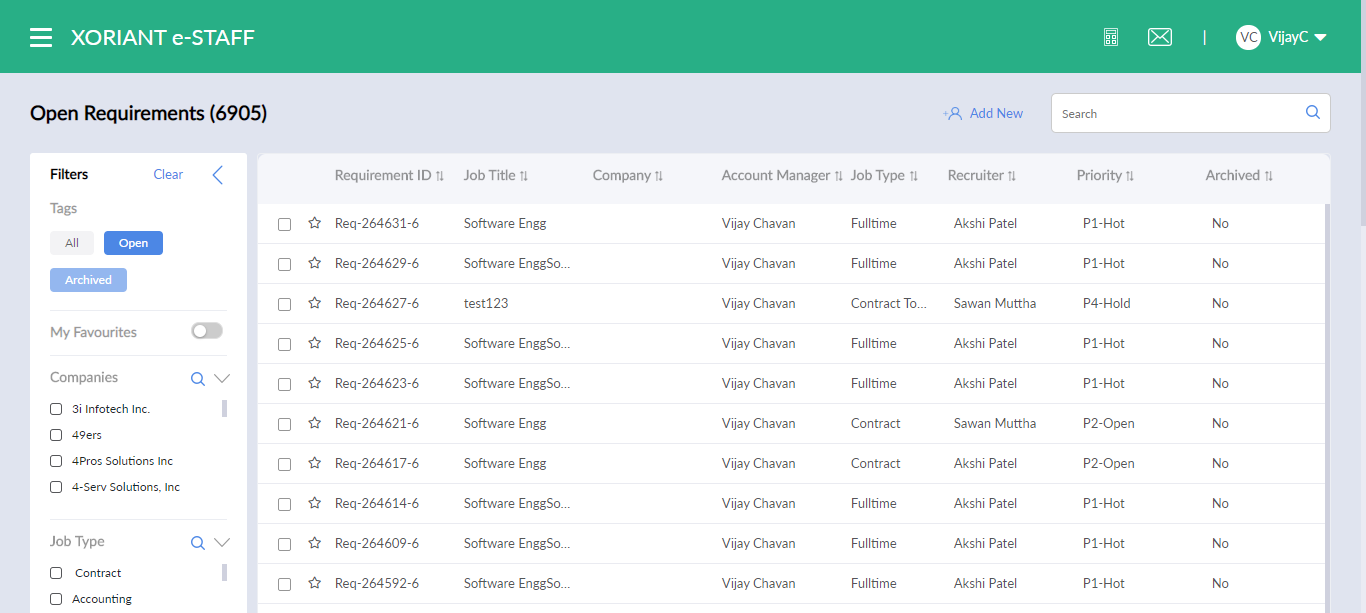 XORIANT e-STAFF
| VC VijayC
Open Requirements (6905)
Add New
Search
Filters Clear
Tags
All Open
Archived
My Favourites
Companies
3i Infotech Inc.
49ers
4Pros Solutions Inc
4-Serv Solutions, Inc
Job Type
Contract
Accounting
Requirement ID Job Title Company Account Manager Job Type Recruiter Priority Archived
Req-264631-6 Software Engg Vijay Chavan Fulltime Akshi Patel P1-Hot No
Req-264629-6 Software EnggSo... Vijay Chavan Fulltime Akshi Patel P1-Hot No
Req-264627-6 test123 Vijay Chavan Contract To... Sawan Muttha P4-Hold No
Req-264625-6 Software EnggSo... Vijay Chavan Fulltime Akshi Patel P1-Hot No
Req-264623-6 Software EnggSo... Vijay Chavan Fulltime Akshi Patel P1-Hot No
Req-264621-6 Software Engg Vijay Chavan Contract Sawan Muttha P2-Open No
Req-264617-6 Software Engg Vijay Chavan Contract Akshi Patel P2-Open No
Req-264614-6 Software EnggSo... Vijay Chavan Fulltime Akshi Patel P1-Hot No
Req-264609-6 Software EnggSo... Vijay Chavan Fulltime Akshi Patel P1-Hot No
Req-264592-6 Software EnggSo... Vijay Chavan Fulltime Akshi Patel P1-Hot No